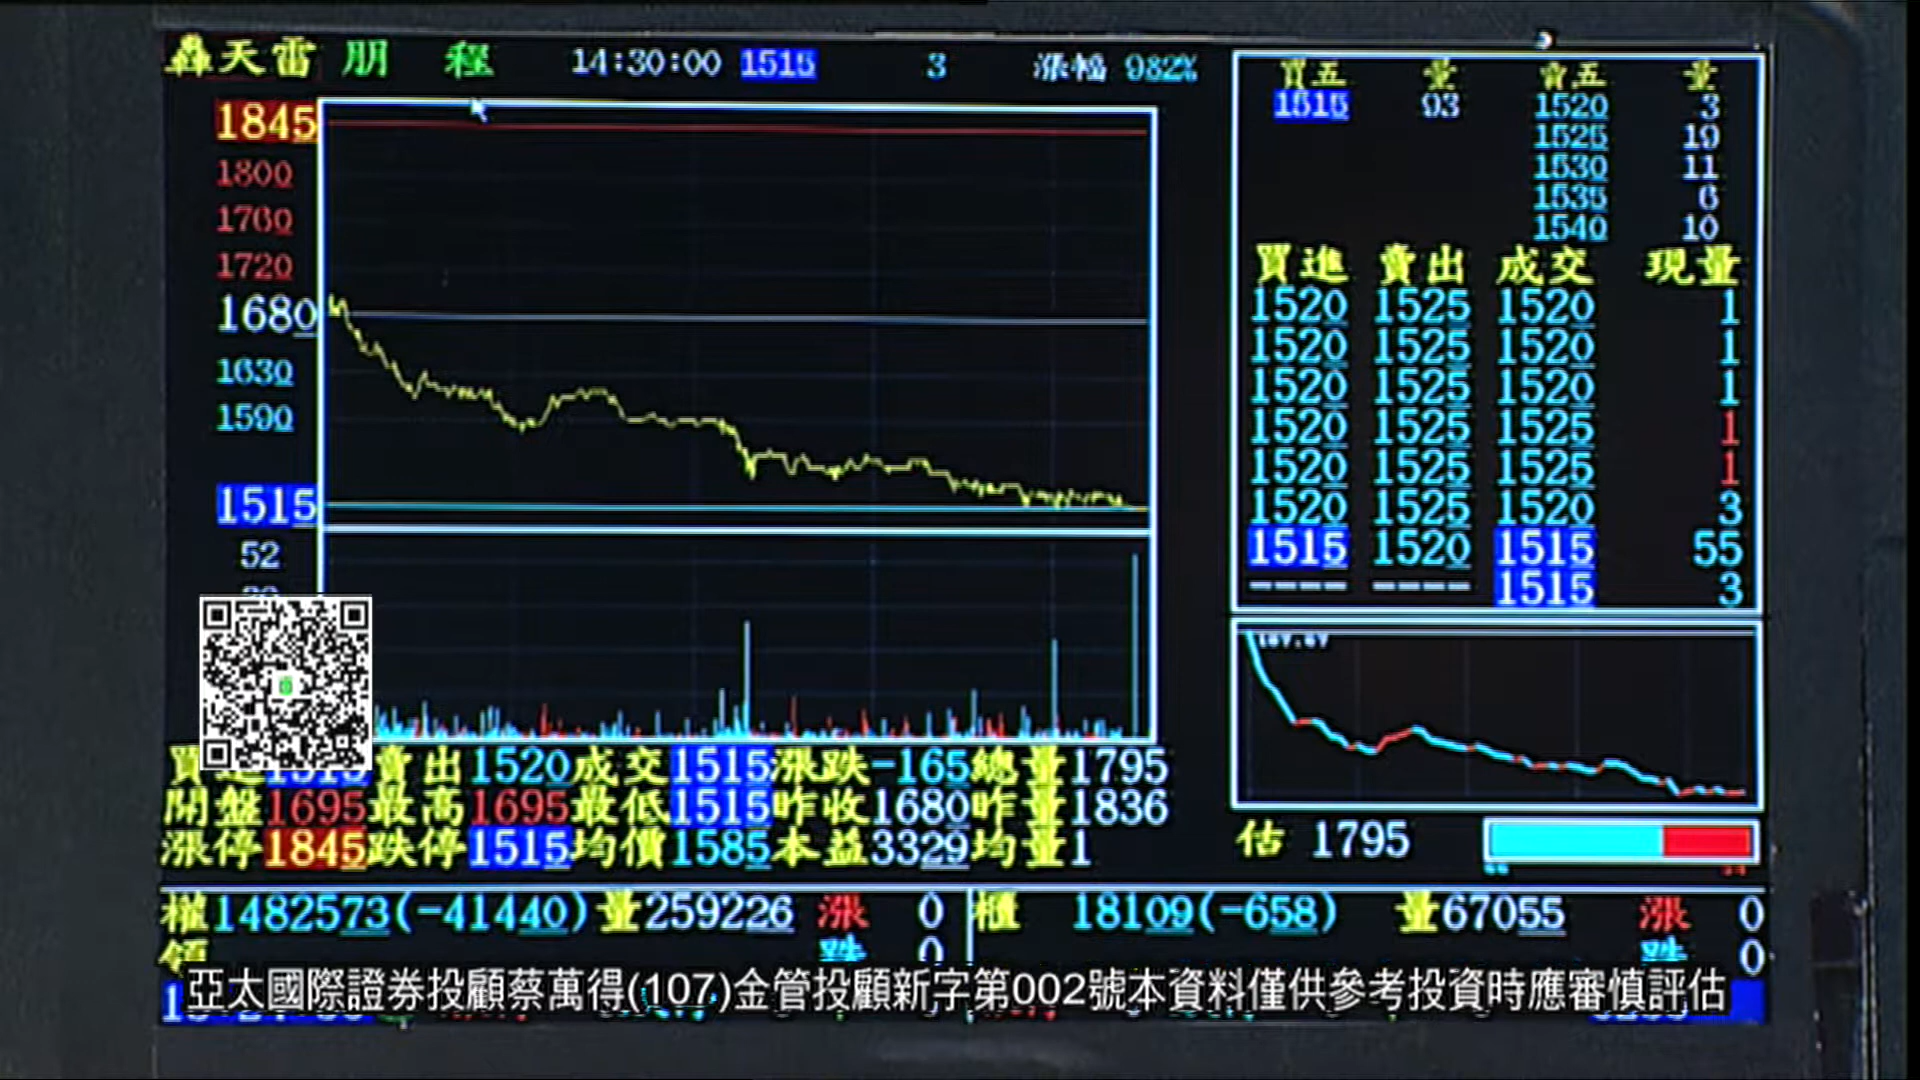 轟天雷 朋 程 14:30:00 1515 3 漲幅 982%
1845
1800
1760
1720
1680
1630
1590
1515
52
買五 量 賣五 量
1515 93 1520 3
1525 19
1530 11
1535 6
1540 10
買進 賣出 成交 現量
1520 1525 1520 1
1520 1525 1520 1
1520 1525 1520 1
1520 1525 1525 1
1520 1525 1525 1
1520 1525 1520 3
1515 1520 1515 55
---- ---- 1515 3
估 1795
買進1515賣出1520成交1515漲跌-165總量1795
開盤1695最高1695最低1515昨收1680昨量1836
漲停1845跌停1515均價1585本益3329均量1
權1482573(-41440)量259226 漲 0 櫃 18109(-658) 量67055 漲 0
領 跌 0 跌 0
亞太國際證券投顧蔡萬得(107)金管投顧新字第002號本資料僅供參考投資時應審慎評估